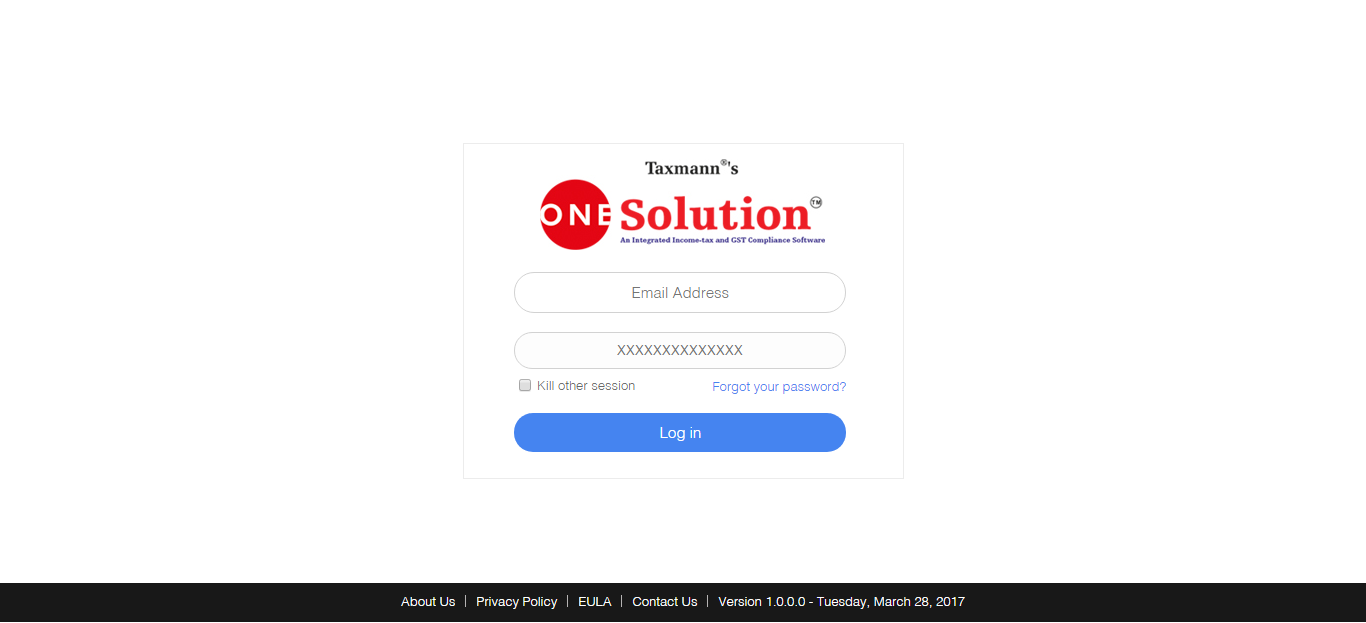 Taxmann®'s
ONE Solution™
An Integrated Income-tax and GST Compliance Software
Email Address
XXXXXXXXXXXXXX
Kill other session Forgot your password?
Log in
About Us | Privacy Policy | EULA | Contact Us | Version 1.0.0.0 - Tuesday, March 28, 2017